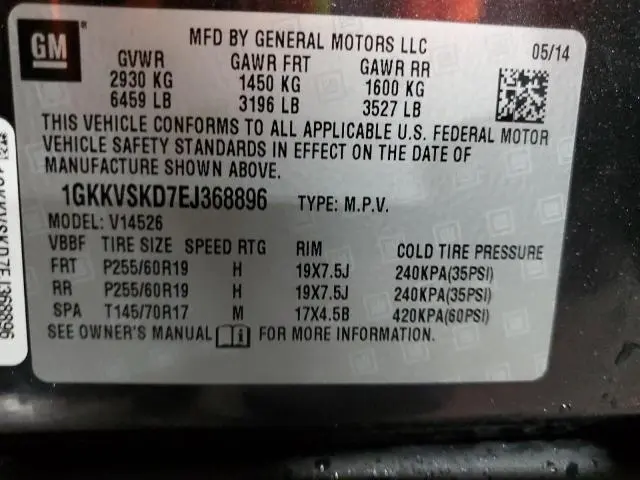 GM
MFD BY GENERAL MOTORS LLC
05/14
GVWR GAWR FRT GAWR RR
2930 KG 1450 KG 1600 KG
6459 LB 3196 LB 3527 LB
THIS VEHICLE CONFORMS TO ALL APPLICABLE U.S. FEDERAL MOTOR
VEHICLE SAFETY STANDARDS IN EFFECT ON THE DATE OF
MANUFACTURE SHOWN ABOVE.
1GKKVSKD7EJ368896 TYPE: M.P.V.
MODEL: V14526
VBBF TIRE SIZE SPEED RTG RIM COLD TIRE PRESSURE
FRT P255/60R19 H 19X7.5J 240KPA(35PSI)
RR P255/60R19 H 19X7.5J 240KPA(35PSI)
SPA T145/70R17 M 17X4.5B 420KPA(60PSI)
SEE OWNER'S MANUAL FOR MORE INFORMATION.